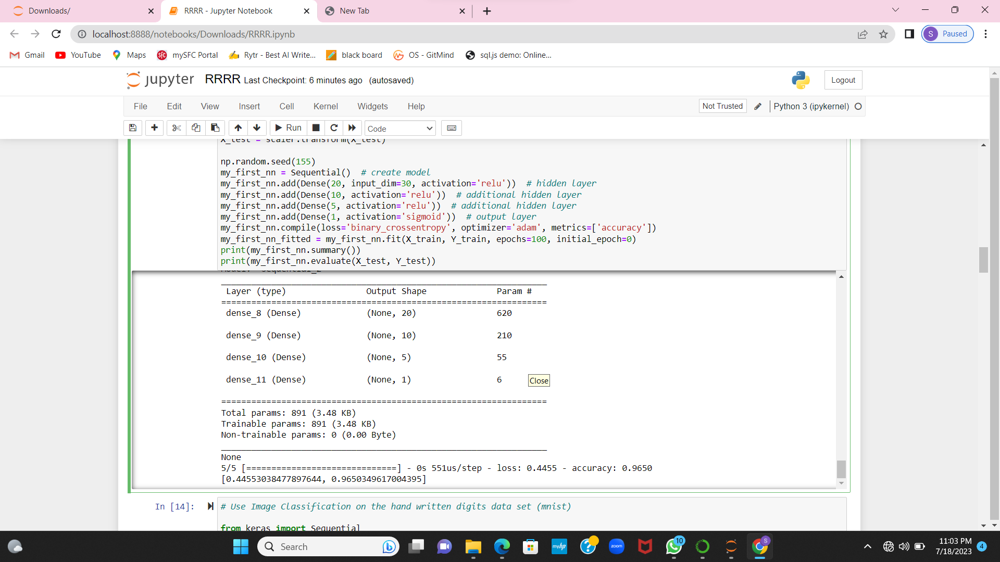 Downloads/
RRRR - Jupyter Notebook
New Tab
localhost:8888/notebooks/Downloads/RRRR.ipynb
S Paused
Gmail YouTube Maps SFC mySFC Portal Rytr - Best AI Write... black board OS - GitMind sql.js demo: Online...
jupyter RRRR Last Checkpoint: 6 minutes ago (autosaved)
Logout
File Edit View Insert Cell Kernel Widgets Help
Not Trusted Python 3 (ipykernel)
Run Code
X_test = scaler.transform(X_test)
np.random.seed(155)
my_first_nn = Sequential()  # create model
my_first_nn.add(Dense(20, input_dim=30, activation='relu'))  # hidden layer
my_first_nn.add(Dense(10, activation='relu'))  # additional hidden layer
my_first_nn.add(Dense(5, activation='relu'))  # additional hidden layer
my_first_nn.add(Dense(1, activation='sigmoid'))  # output layer
my_first_nn.compile(loss='binary_crossentropy', optimizer='adam', metrics=['accuracy'])
my_first_nn_fitted = my_first_nn.fit(X_train, Y_train, epochs=100, initial_epoch=0)
print(my_first_nn.summary())
print(my_first_nn.evaluate(X_test, Y_test))
Model: "sequential_2"
_________________________________________________________________
Layer (type) Output Shape Param #
=================================================================
dense_8 (Dense) (None, 20) 620
dense_9 (Dense) (None, 10) 210
dense_10 (Dense) (None, 5) 55
dense_11 (Dense) (None, 1) 6
Close
=================================================================
Total params: 891 (3.48 KB)
Trainable params: 891 (3.48 KB)
Non-trainable params: 0 (0.00 Byte)
_________________________________________________________________
None
5/5 [==============================] - 0s 551us/step - loss: 0.4455 - accuracy: 0.9650
[0.44553038477897644, 0.9650349617004395]
In [14]: # Use Image Classification on the hand written digits data set (mnist)
from keras import Sequential
Search
myhp
zoom
10
S
11:03 PM
7/18/2023
4